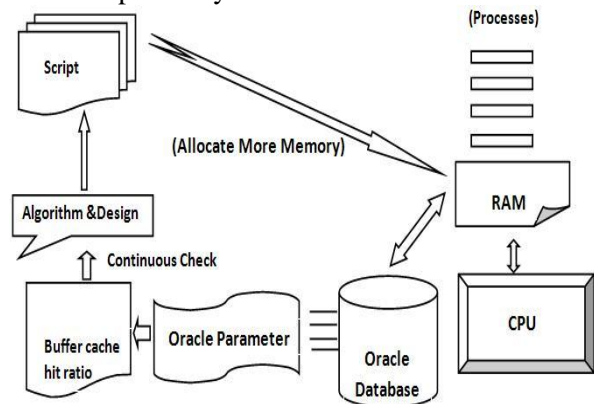 (Processes)
Script
(Allocate More Memory)
RAM
Algorithm &Design
Continuous Check
CPU
Oracle Parameter
Buffer cache
hit ratio
Oracle
Database